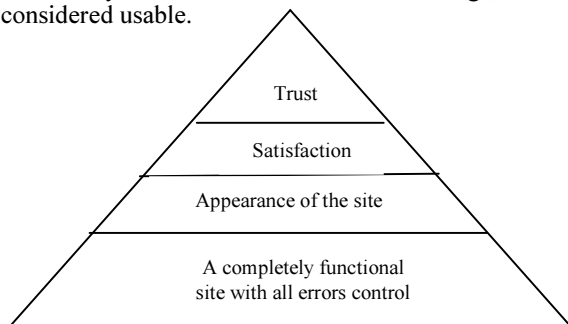 considered usable.
Trust
Satisfaction
Appearance of the site
A completely functional
site with all errors control